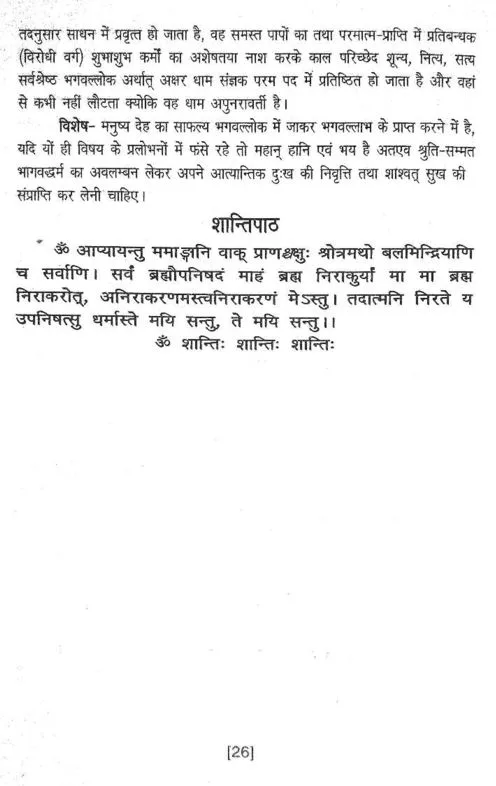 तदनुसार साधन में प्रवृत्त हो जाता है, वह समस्त पापों का तथा परमात्म-प्राप्ति में प्रतिबन्धक
(विरोधी वर्ग) शुभाशुभ कर्मों का अशेषतया नाश करके काल परिच्छेद शून्य, नित्य, सत्य
सर्वश्रेष्ठ भगवल्लोक अर्थात् अक्षर धाम संज्ञक परम पद में प्रतिष्ठित हो जाता है और वहां
से कभी नहीं लौटता क्योकि वह धाम अपुनरावर्ती है।
विशेष- मनुष्य देह का साफल्य भगवल्लोक में जाकर भगवल्लाभ के प्राप्त करने में है,
यदि यों ही विषय के प्रलोभनों में फंसे रहे तो महान् हानि एवं भय है अतएव श्रुति-सम्मत
भागवद्धर्म का अवलम्बन लेकर अपने आत्यान्तिक दुःख की निवृत्ति तथा शाश्वत् सुख की
संप्राप्ति कर लेनी चाहिए।
शान्तिपाठ
ॐ आप्यायन्तु ममाङ्गानि वाक् प्राणश्चक्षुः श्रोत्रमथो बलमिन्द्रियाणि
च सर्वाणि। सर्वं ब्रह्मौपनिषदं माहं ब्रह्म निराकुर्यां मा मा ब्रह्म
निराकरोत्, अनिराकरणमस्त्वनिराकरणं मेऽस्तु। तदात्मनि निरते य
उपनिषत्सु धर्मास्ते मयि सन्तु, ते मयि सन्तु।।
ॐ शान्तिः शान्तिः शान्तिः
[26]